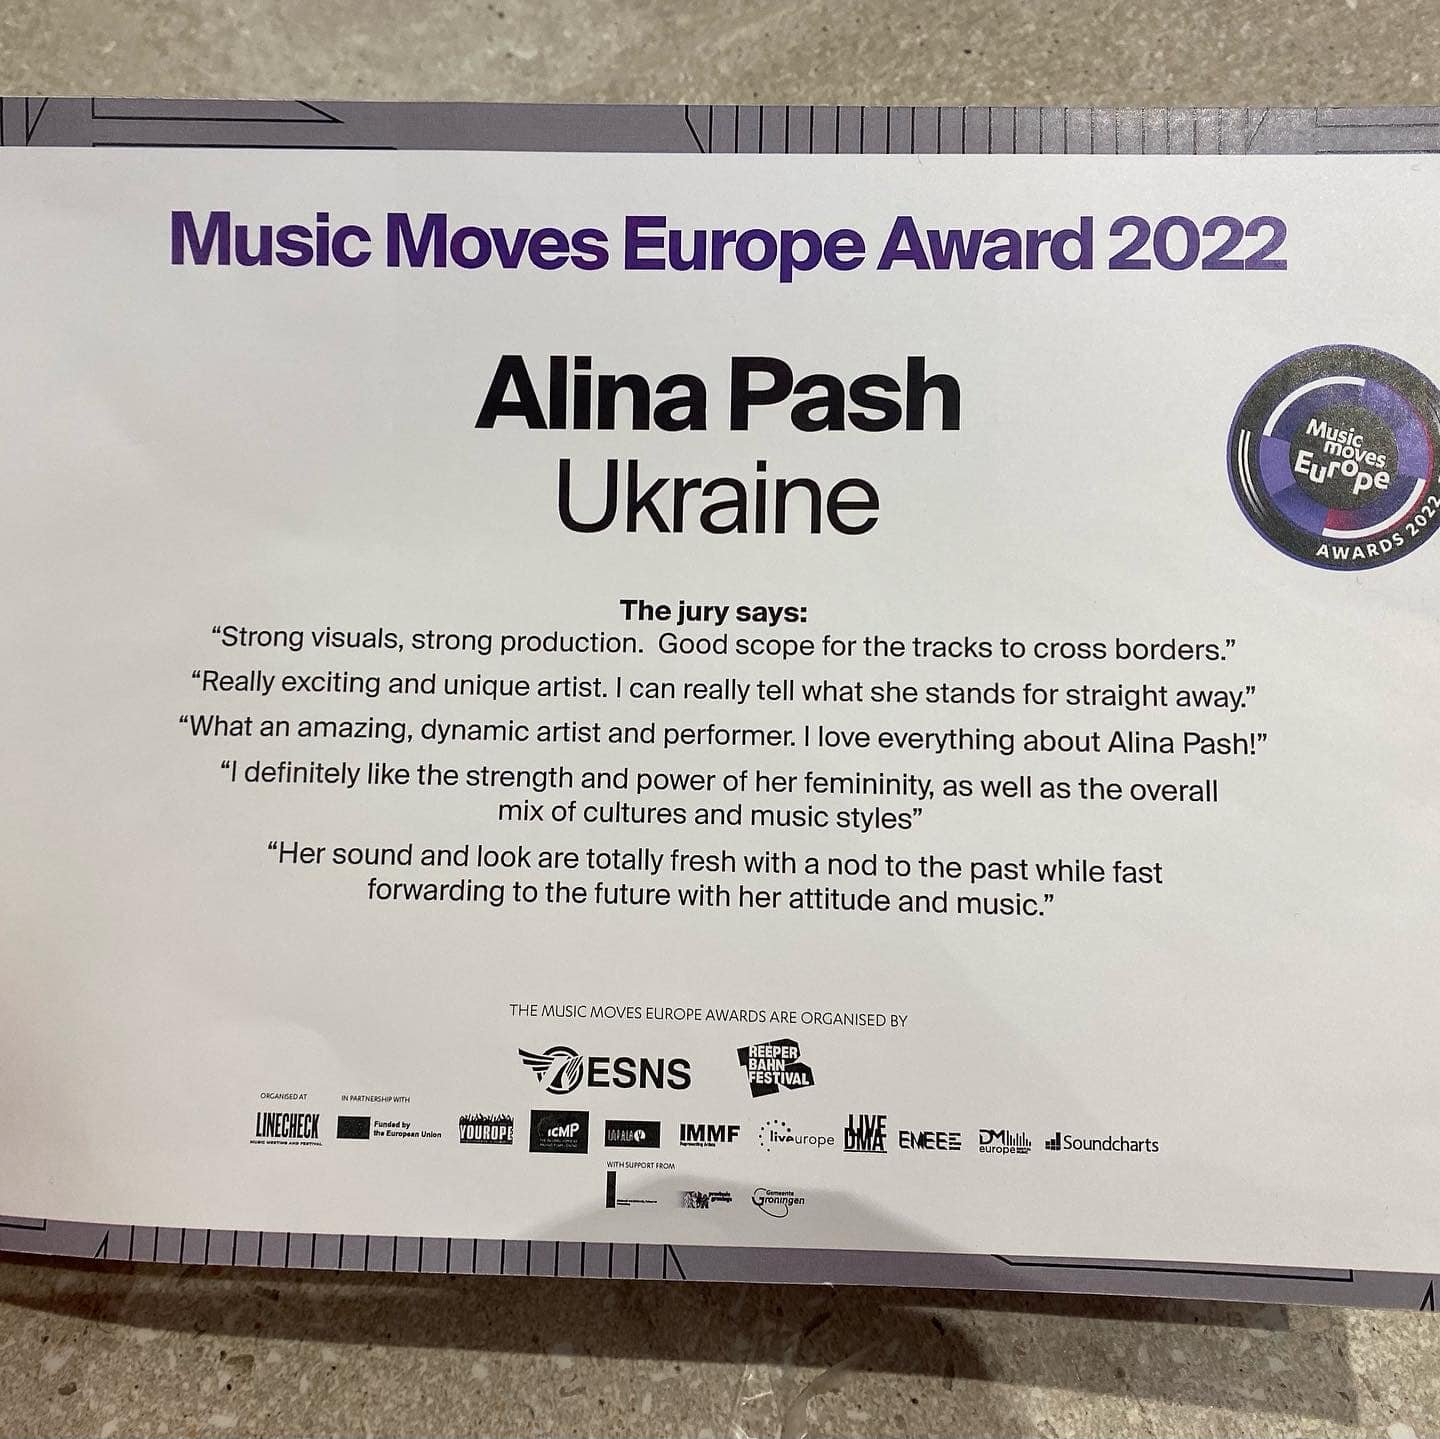 Music Moves Europe Award 2022
Alina Pash
Ukraine
Music
moves
Europe
AWARDS 2022
The jury says:
“Strong visuals, strong production.  Good scope for the tracks to cross borders.”
“Really exciting and unique artist. I can really tell what she stands for straight away.”
“What an amazing, dynamic artist and performer. I love everything about Alina Pash!”
“I definitely like the strength and power of her femininity, as well as the overall
mix of cultures and music styles”
“Her sound and look are totally fresh with a nod to the past while fast
forwarding to the future with her attitude and music.”
THE MUSIC MOVES EUROPE AWARDS ARE ORGANISED BY
ESNS
REEPER
BAHN
FESTIVAL
ORGANISED AT
IN PARTNERSHIP WITH
LINECHECK
MUSIC MEETING AND FESTIVAL
Funded by
the European Union
YOUROPE
ICMP
IMMF
liveurope
LIVE
DMA
EMEE
DM
europe
Soundcharts
WITH SUPPORT FROM
provincie
groningen
Gemeente
Groningen